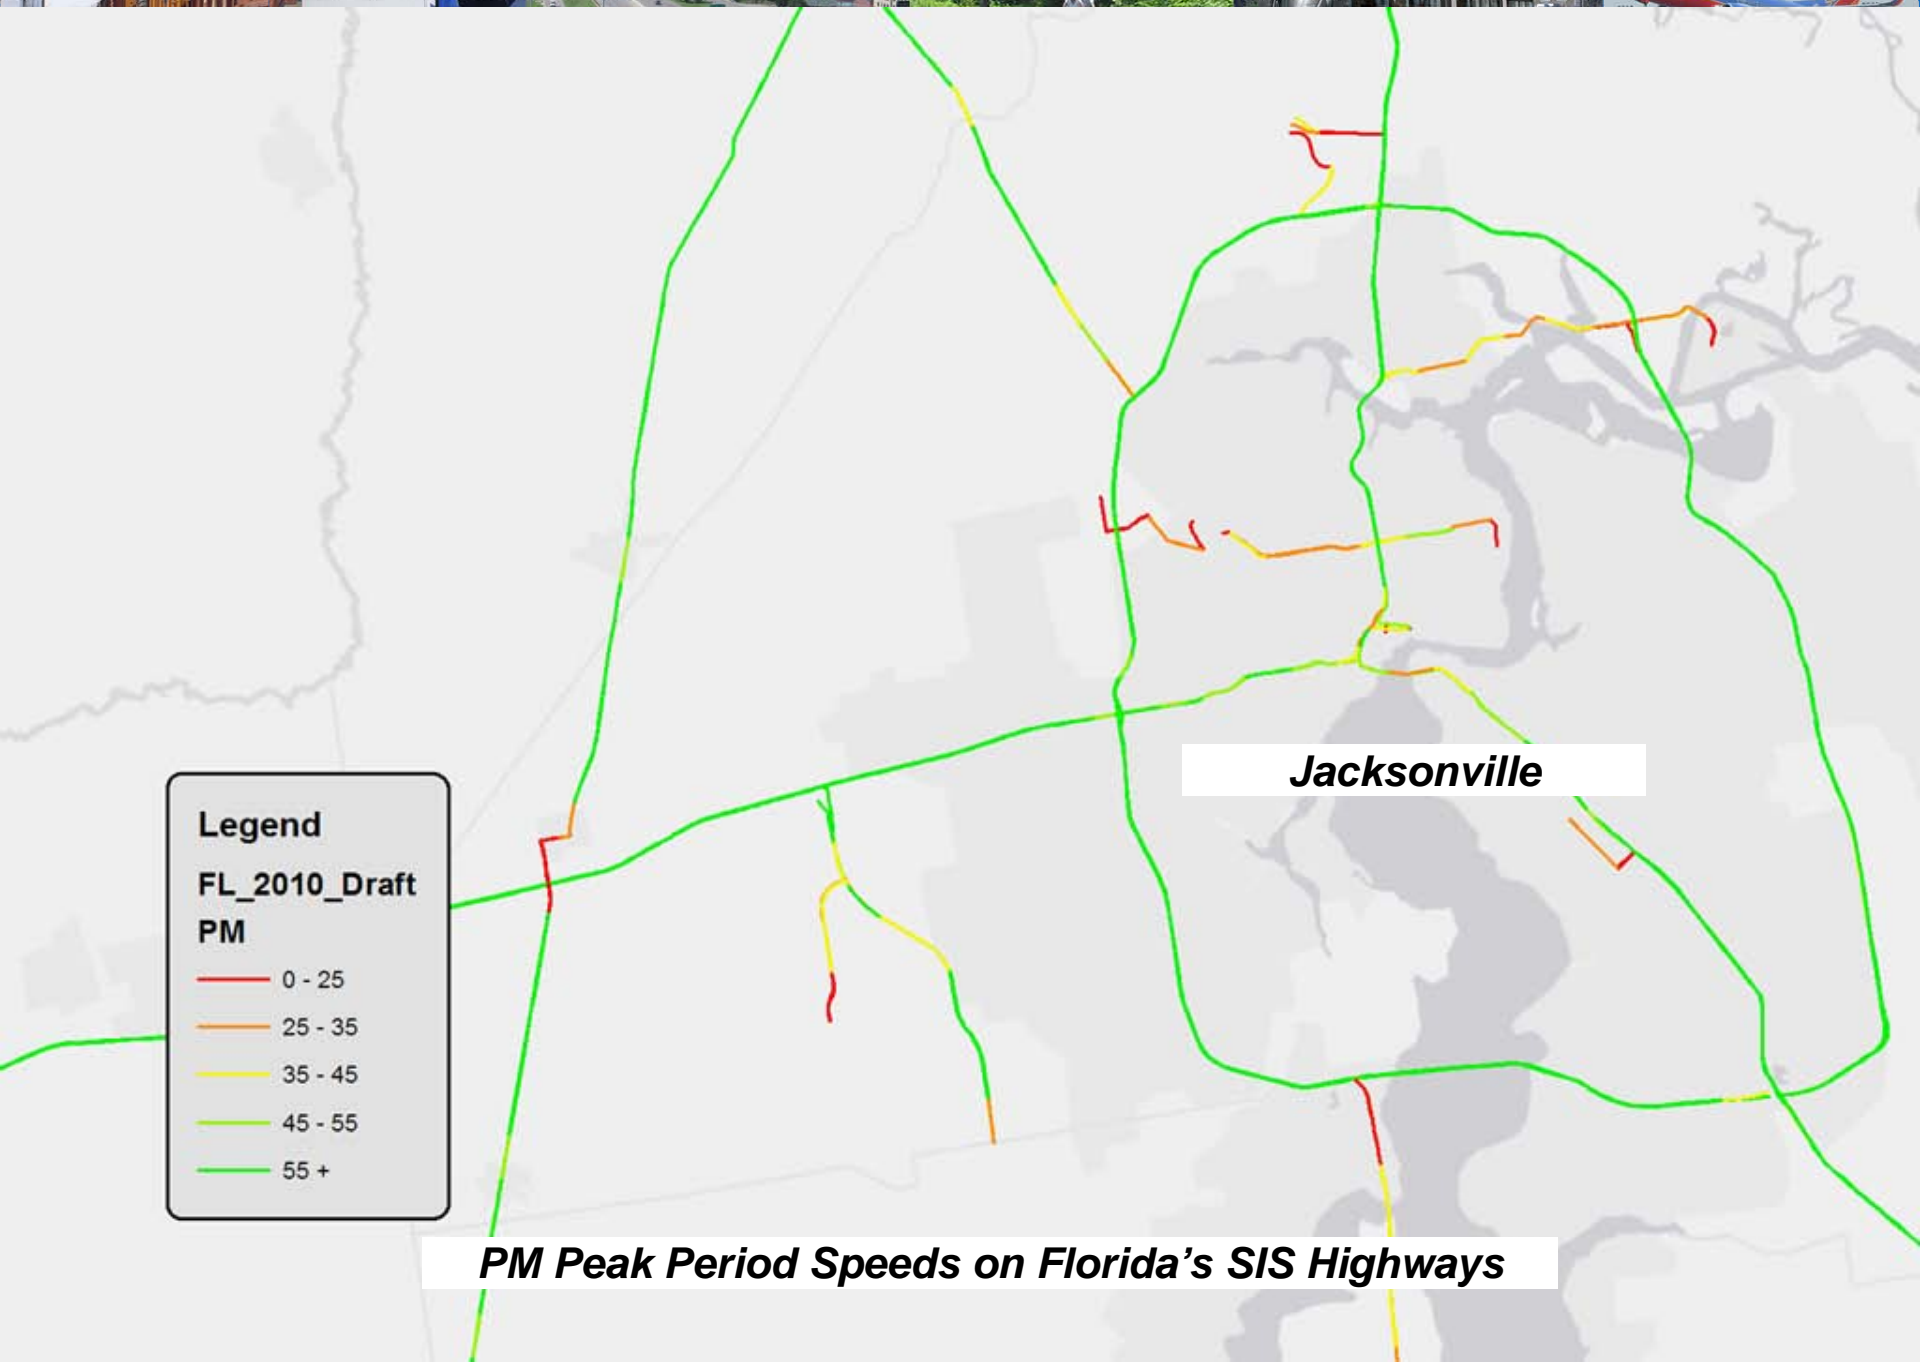 Jacksonville
Legend
FL_2010_Draft
PM
0 - 25
25 - 35
35 - 45
45 - 55
55 +
PM Peak Period Speeds on Florida's SIS Highways